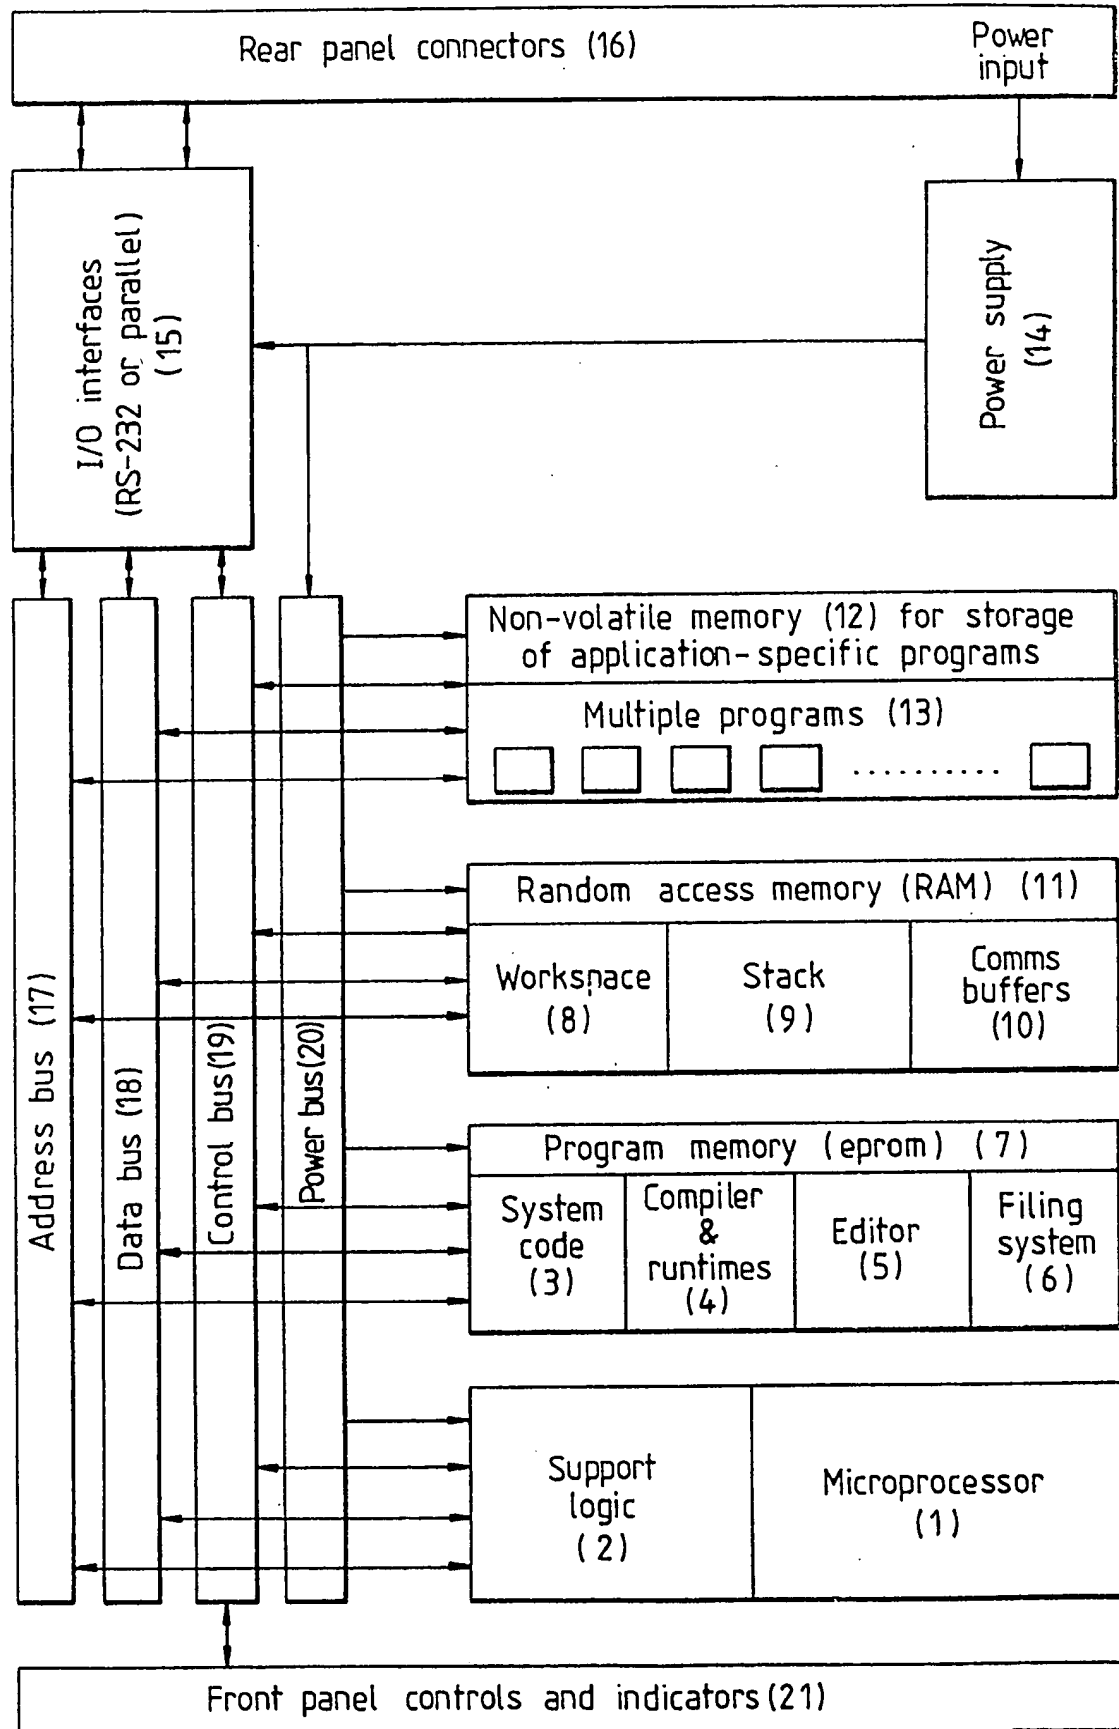 Rear panel connectors (16)
Power
input
I/O interfaces
(RS-232 or parallel)
(15)
Power supply
(14)
Non-volatile memory (12) for storage
of application-specific programs
Multiple programs (13)
..........
Random access memory (RAM) (11)
Workspace
(8)
Stack
(9)
Comms
buffers
(10)
Address bus (17)
Data bus (18)
Control bus (19)
Power bus (20)
Program memory (eprom) (7)
System
code
(3)
Compiler
&
runtimes
(4)
Editor
(5)
Filing
system
(6)
Support
logic
(2)
Microprocessor
(1)
Front panel controls and indicators (21)